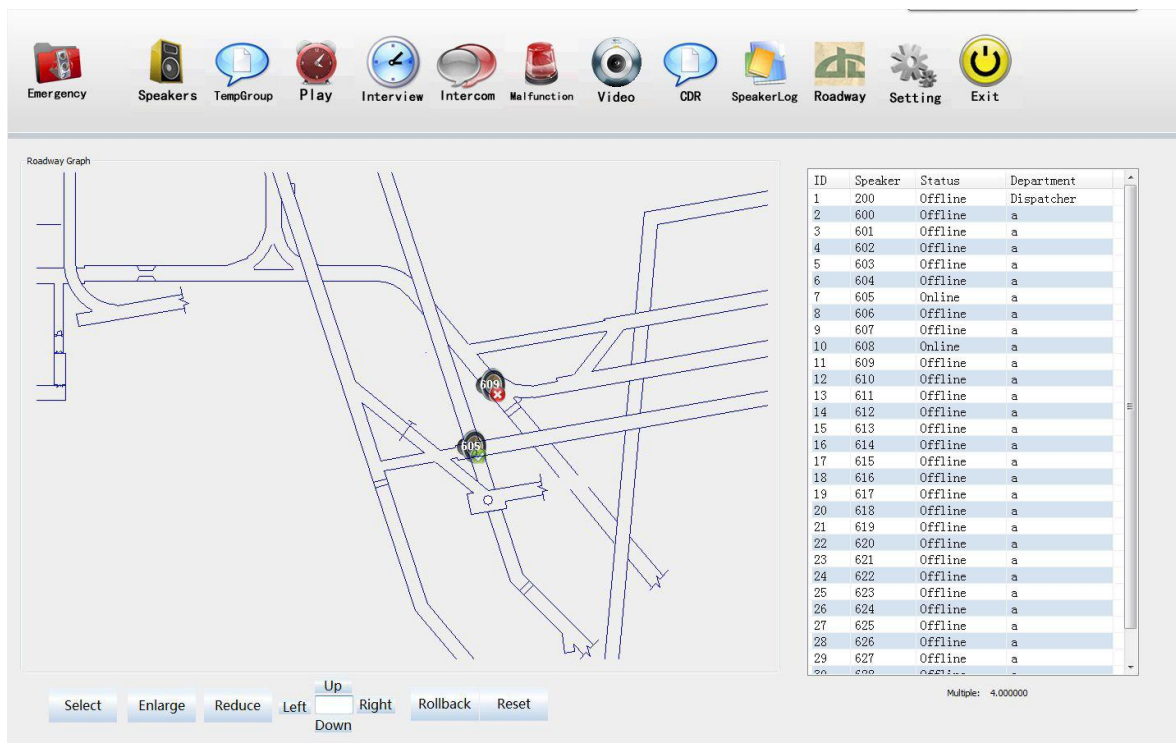 Emergency Speakers TempGroup Play Interview Intercom Malfunction Video CDR SpeakerLog Roadway Setting Exit
Roadway Graph
609
605
ID Speaker Status Department
1 200 Offline Dispatcher
2 600 Offline a
3 601 Offline a
4 602 Offline a
5 603 Offline a
6 604 Offline a
7 605 Online a
8 606 Offline a
9 607 Offline a
10 608 Online a
11 609 Offline a
12 610 Offline a
13 611 Offline a
14 612 Offline a
15 613 Offline a
16 614 Offline a
17 615 Offline a
18 616 Offline a
19 617 Offline a
20 618 Offline a
21 619 Offline a
22 620 Offline a
23 621 Offline a
24 622 Offline a
25 623 Offline a
26 624 Offline a
27 625 Offline a
28 626 Offline a
29 627 Offline a
Multiple: 4.000000
Up
Select Enlarge Reduce Left Right Rollback Reset
Down